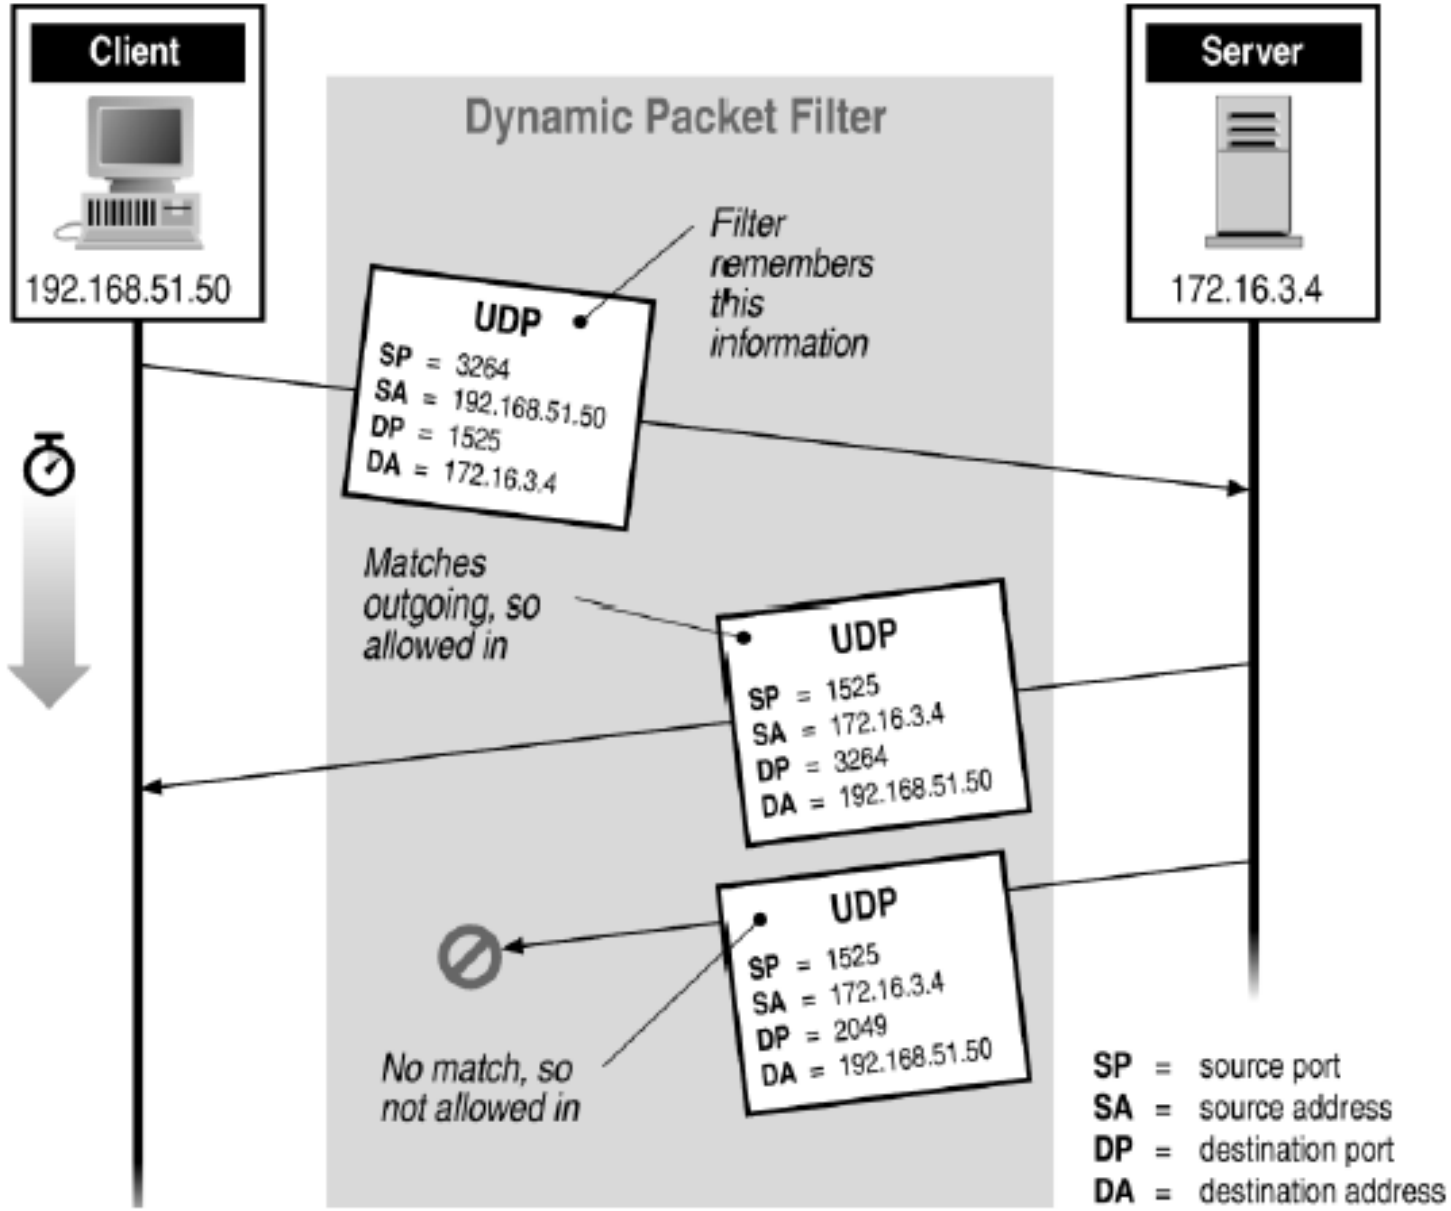 Client
192.168.51.50
Server
172.16.3.4
Dynamic Packet Filter
Filter
remembers
this
information
UDP
SP = 3264
SA = 192.168.51.50
DP = 1525
DA = 172.16.3.4
Matches
outgoing, so
allowed in
UDP
SP = 1525
SA = 172.16.3.4
DP = 3264
DA = 192.168.51.50
UDP
SP = 1525
SA = 172.16.3.4
DP = 2049
DA = 192.168.51.50
No match, so
not allowed in
SP = source port
SA = source address
DP = destination port
DA = destination address